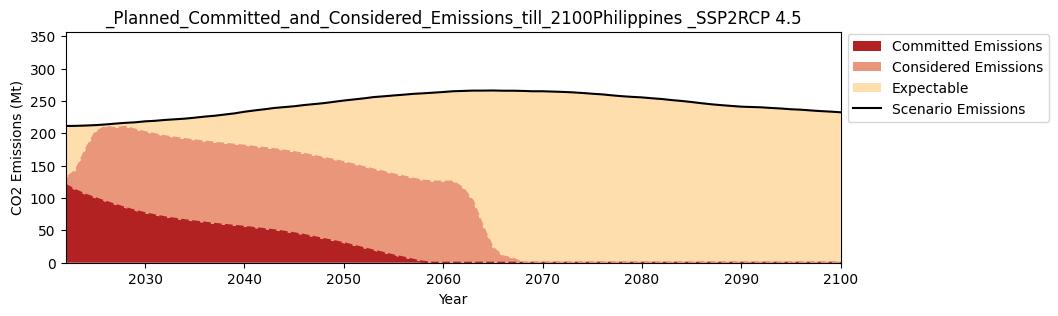 _Planned_Committed_and_Considered_Emissions_till_2100Philippines _SSP2RCP 4.5
350
300
250
200
150
100
50
0
CO2 Emissions (Mt)
2030 2040 2050 2060 2070 2080 2090 2100
Year
Committed Emissions
Considered Emissions
Expectable
Scenario Emissions